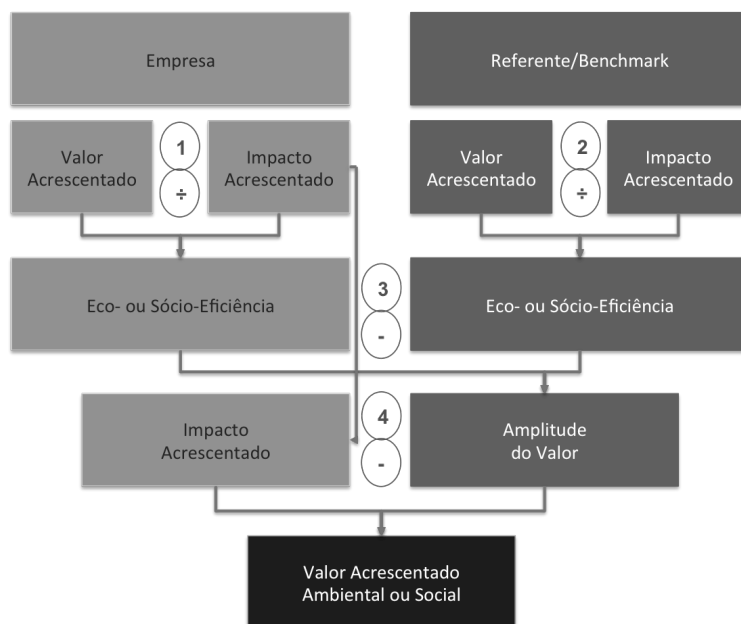 Empresa
Referente/Benchmark
Valor
Acrescentado
1
÷
Impacto
Acrescentado
Valor
Acrescentado
2
÷
Impacto
Acrescentado
Eco- ou Sócio-Eficiência
3
-
Eco- ou Sócio-Eficiência
Impacto
Acrescentado
4
-
Amplitude
do Valor
Valor Acrescentado
Ambiental ou Social